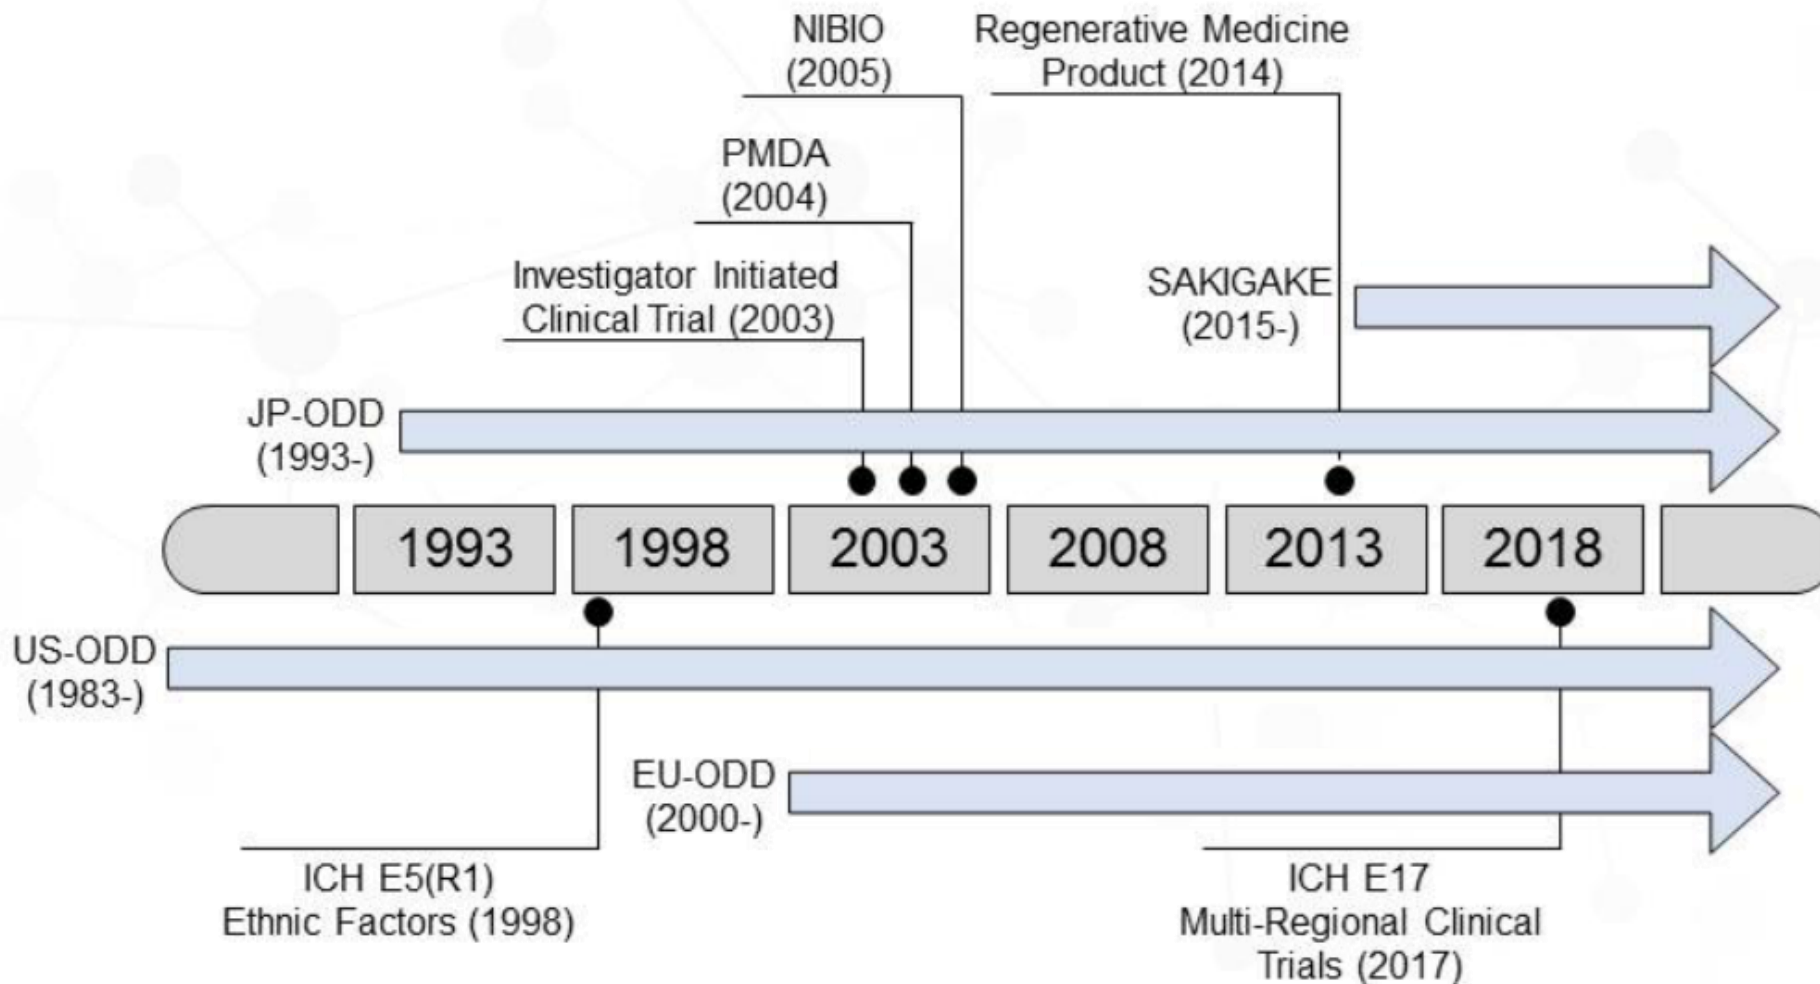 NIBIO
(2005)
Regenerative Medicine
Product (2014)
PMDA
(2004)
Investigator Initiated
Clinical Trial (2003)
SAKIGAKE
(2015-)
JP-ODD
(1993-)
1993
1998
2003
2008
2013
2018
US-ODD
(1983-)
EU-ODD
(2000-)
ICH E5(R1)
Ethnic Factors (1998)
ICH E17
Multi-Regional Clinical
Trials (2017)